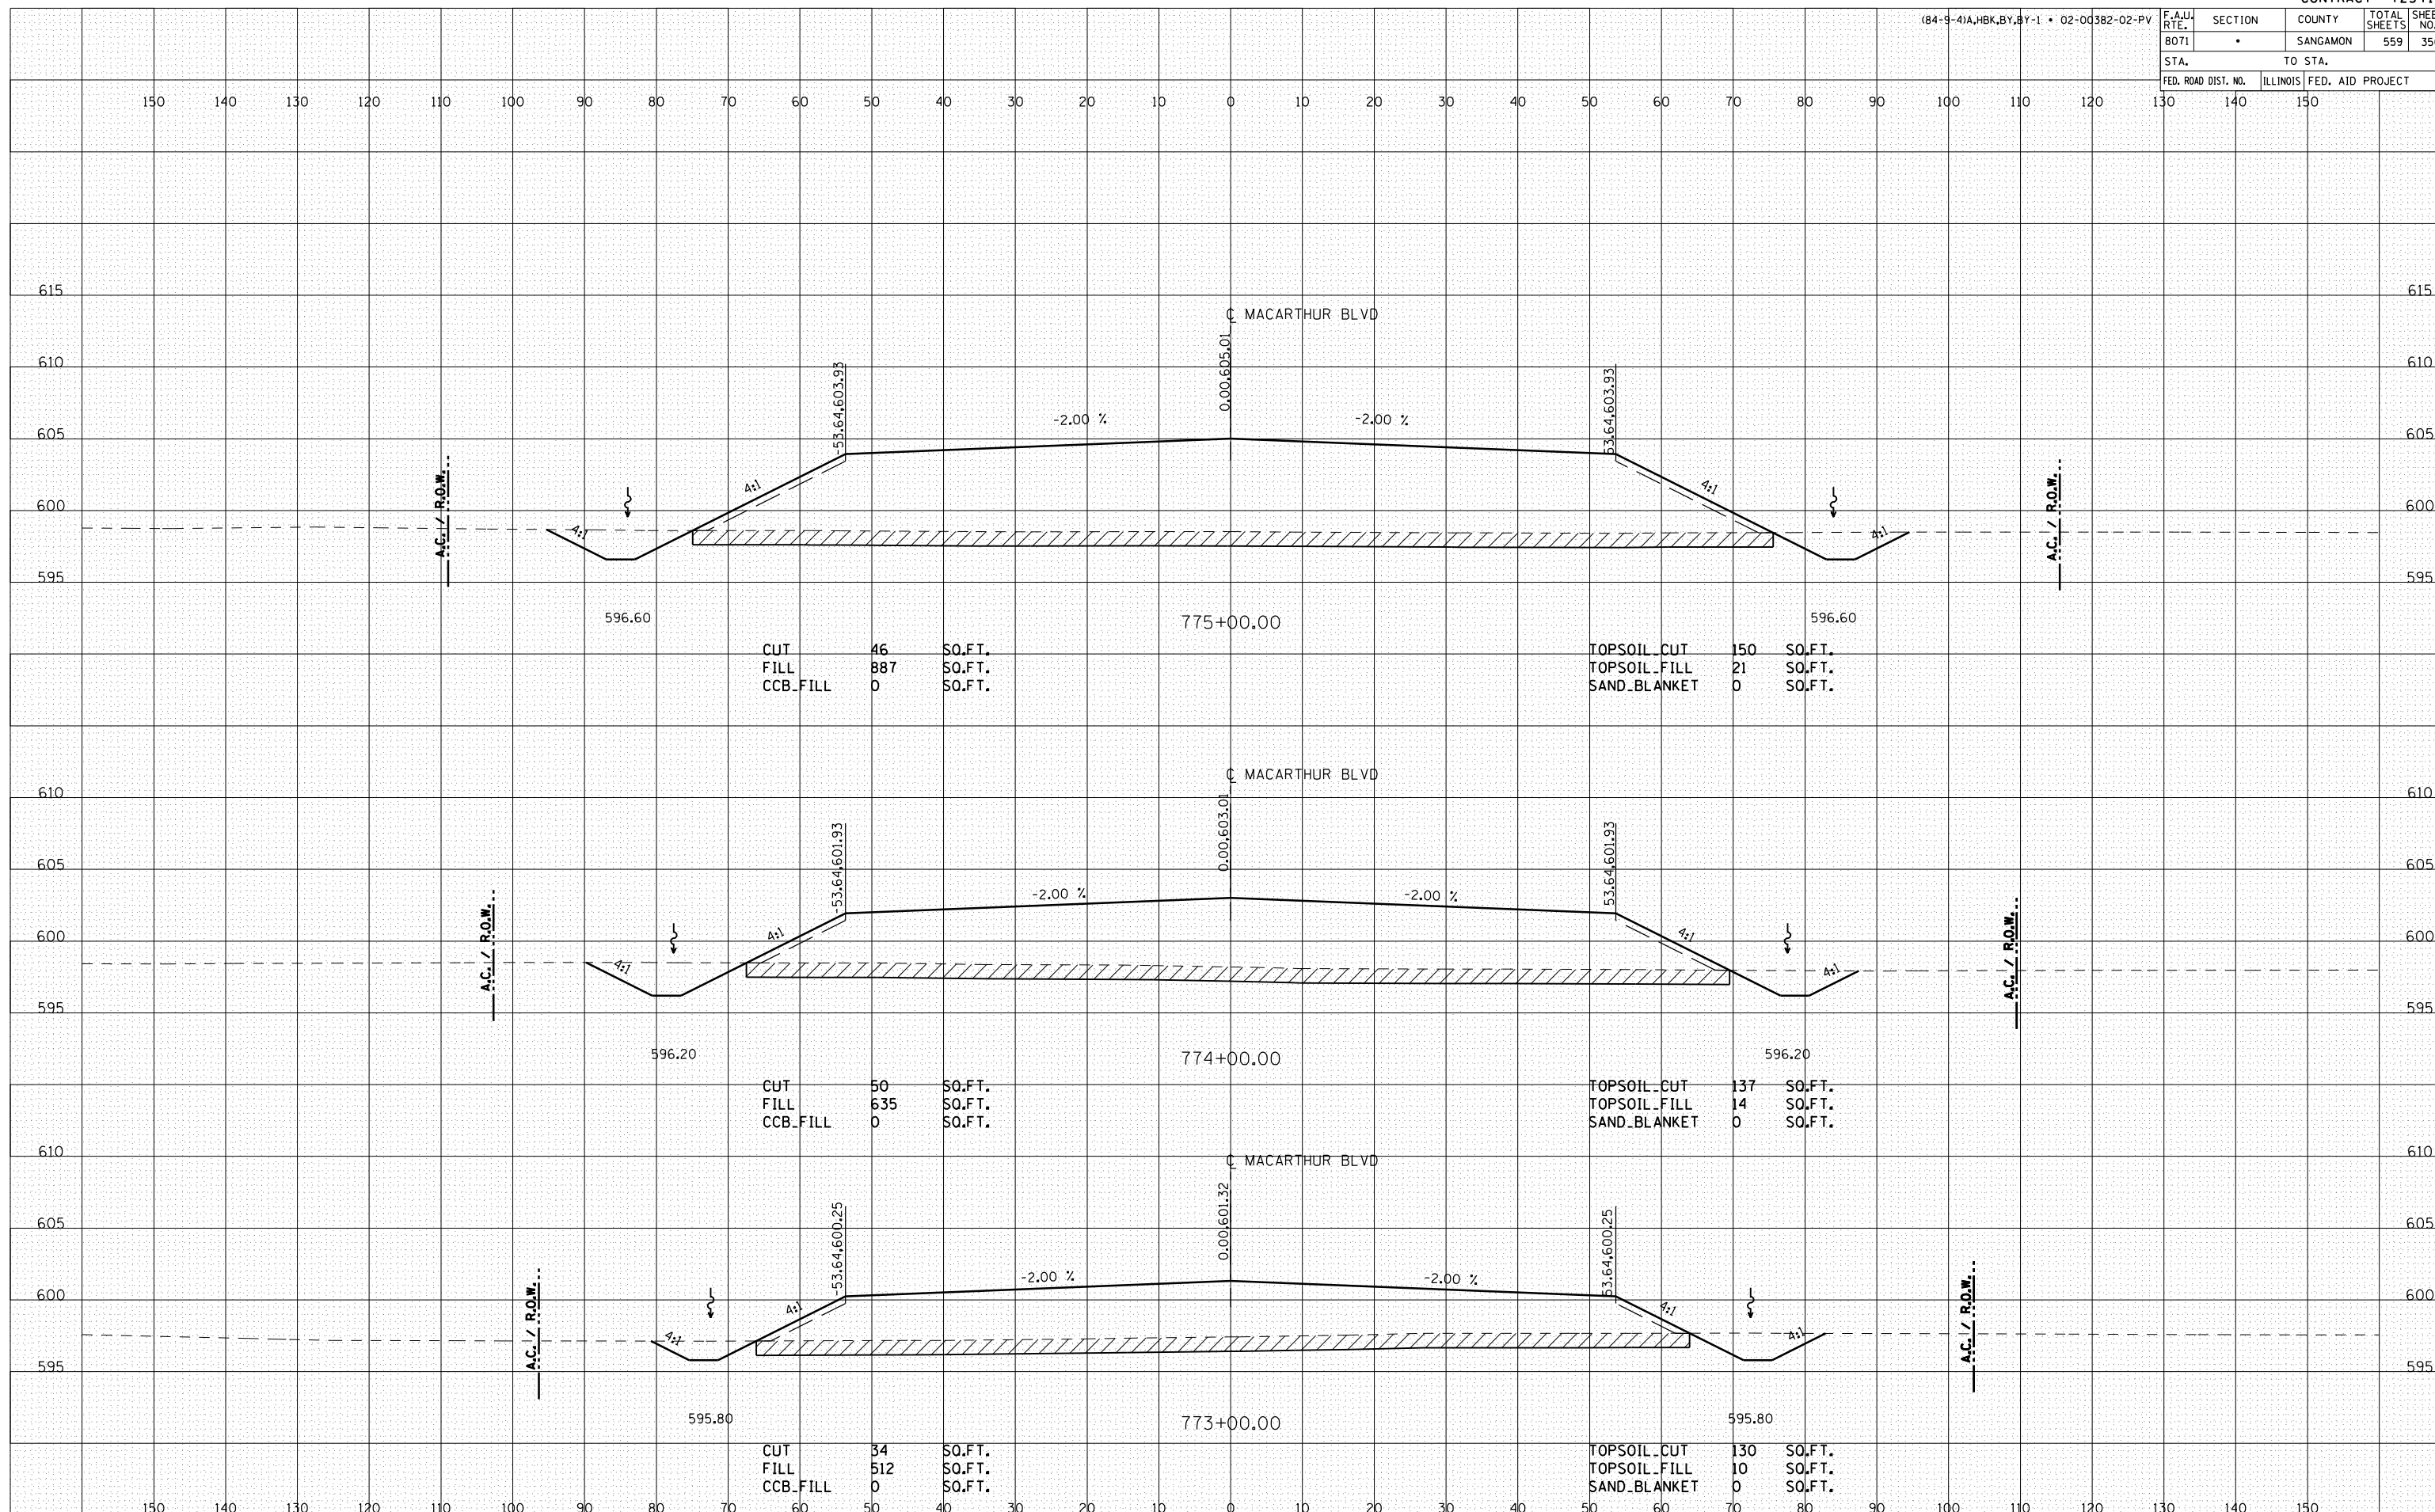 (84-9-4)A,HBK,BY,BY-1 • 02-00382-02-PV
F.A.U. RTE. SECTION COUNTY TOTAL SHEETS
8071 • SANGAMON 559
STA. TO STA.
FED. ROAD DIST. NO. ILLINOIS FED. AID PROJECT
150 140 130 120 110 100 90 80 70 60 50 40 30 20 10 0 10 20 30 40 50 60 70 80 90 100 110 120 130 140 150
615 615
℄ MACARTHUR BLVD
610 610
-53.64,603.93 0.00,605.01 53.64,603.93
-2.00 % -2.00 %
605 605
A.C. / R.O.W. 4:1 4:1 A.C. / R.O.W.
600 600
4:1 4:1
595 595
596.60 775+00.00 596.60
CUT 46 SQ.FT. TOPSOIL_CUT 150 SQ.FT.
FILL 887 SQ.FT. TOPSOIL_FILL 21 SQ.FT.
CCB_FILL 0 SQ.FT. SAND_BLANKET 0 SQ.FT.
℄ MACARTHUR BLVD
610 610
-53.64,601.93 0.00,603.01 53.64,601.93
605 605
-2.00 % -2.00 %
A.C. / R.O.W. 4:1 4:1 A.C. / R.O.W.
600 600
4:1 4:1
595 595
596.20 774+00.00 596.20
CUT 50 SQ.FT. TOPSOIL_CUT 137 SQ.FT.
FILL 635 SQ.FT. TOPSOIL_FILL 14 SQ.FT.
CCB_FILL 0 SQ.FT. SAND_BLANKET 0 SQ.FT.
610 610
℄ MACARTHUR BLVD
-53.64,600.25 0.00,601.32 53.64,600.25
605 605
-2.00 % -2.00 %
600 600
A.C. / R.O.W. 4:1 4:1 A.C. / R.O.W.
4:1 4:1
595 595
595.80 773+00.00 595.80
CUT 34 SQ.FT. TOPSOIL_CUT 130 SQ.FT.
FILL 512 SQ.FT. TOPSOIL_FILL 10 SQ.FT.
CCB_FILL 0 SQ.FT. SAND_BLANKET 0 SQ.FT.
150 140 130 120 110 100 90 80 70 60 50 40 30 20 10 0 10 20 30 40 50 60 70 80 90 100 110 120 130 140 150